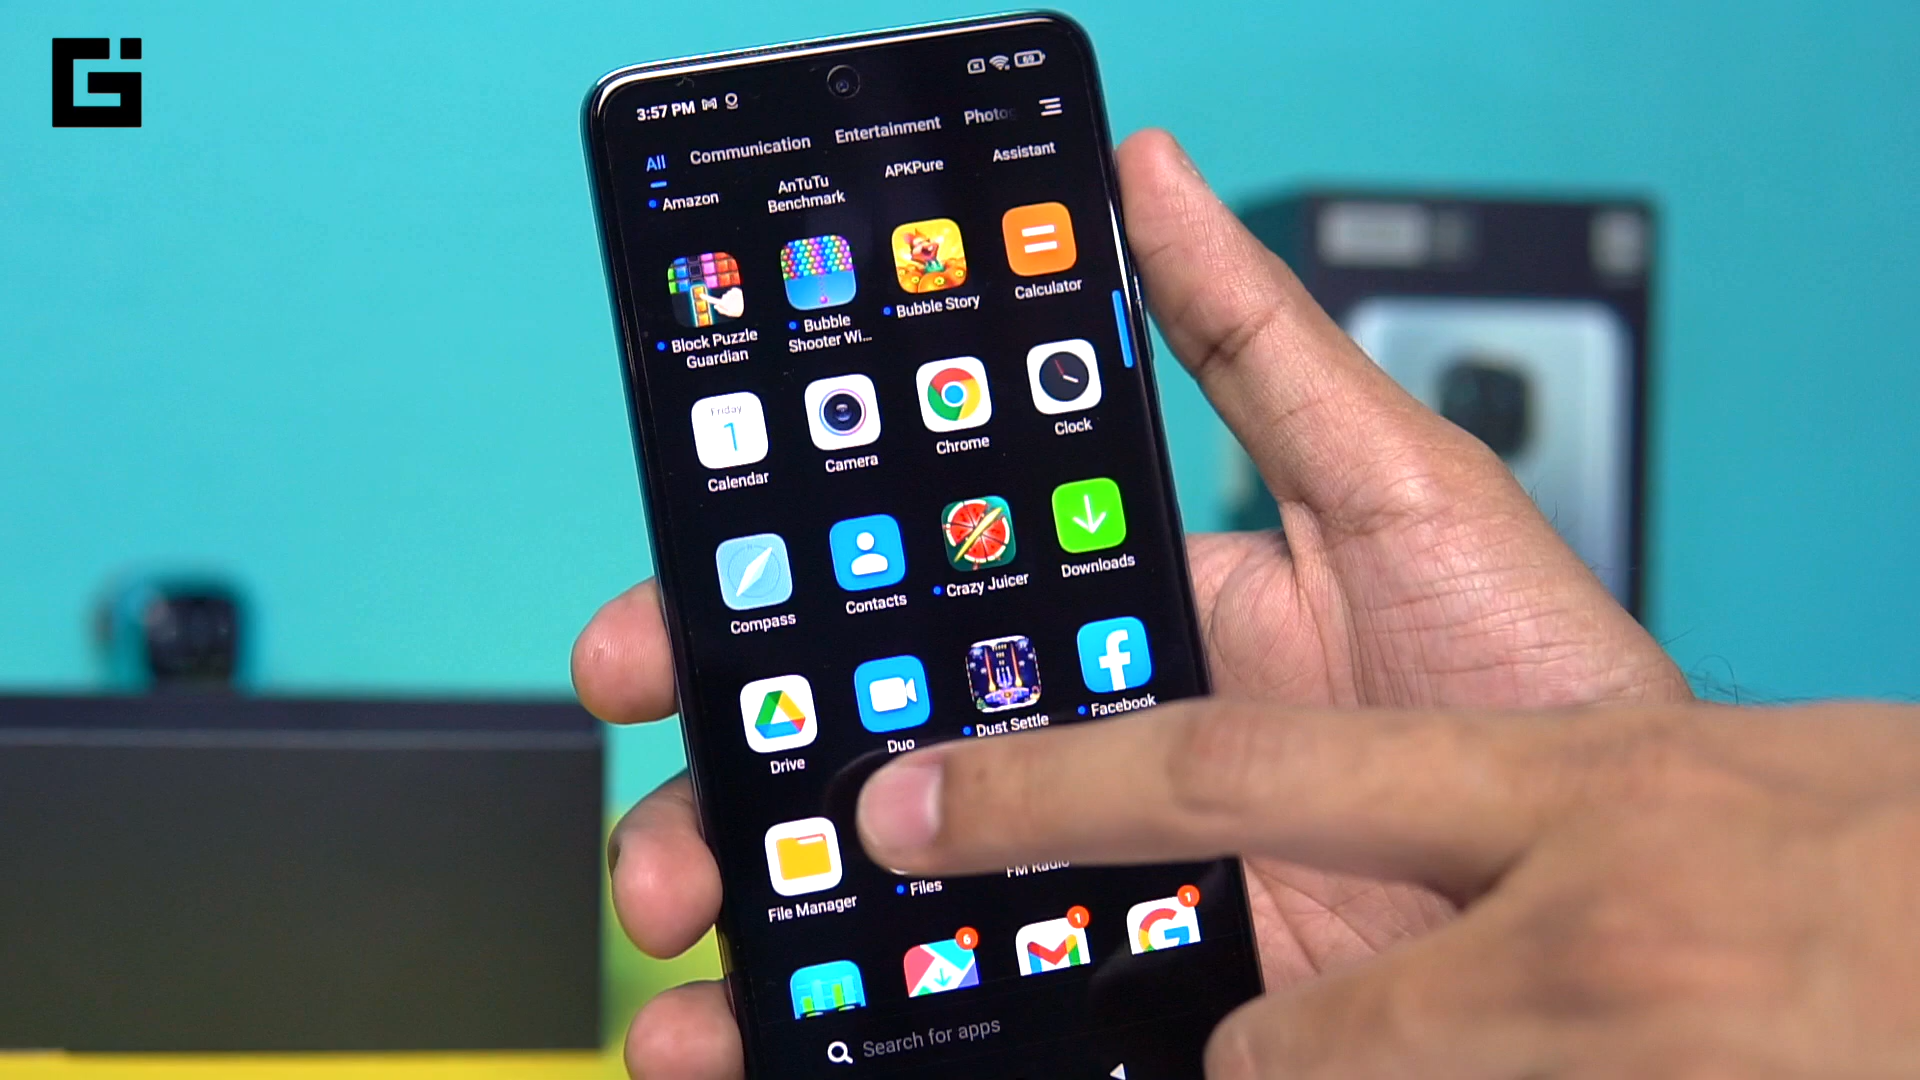 Gi
3:57 PM
69
All
Communication
Entertainment
Photo
Amazon
AnTuTu
Benchmark
APKPure
Assistant
Block Puzzle
Guardian
Bubble
Shooter Wi...
Bubble Story
Calculator
Friday
1
Calendar
Camera
Chrome
Clock
Compass
Contacts
Crazy Juicer
Downloads
Drive
Duo
Dust Settle
Facebook
File Manager
Files
FM Radio
6
1
1
Search for apps